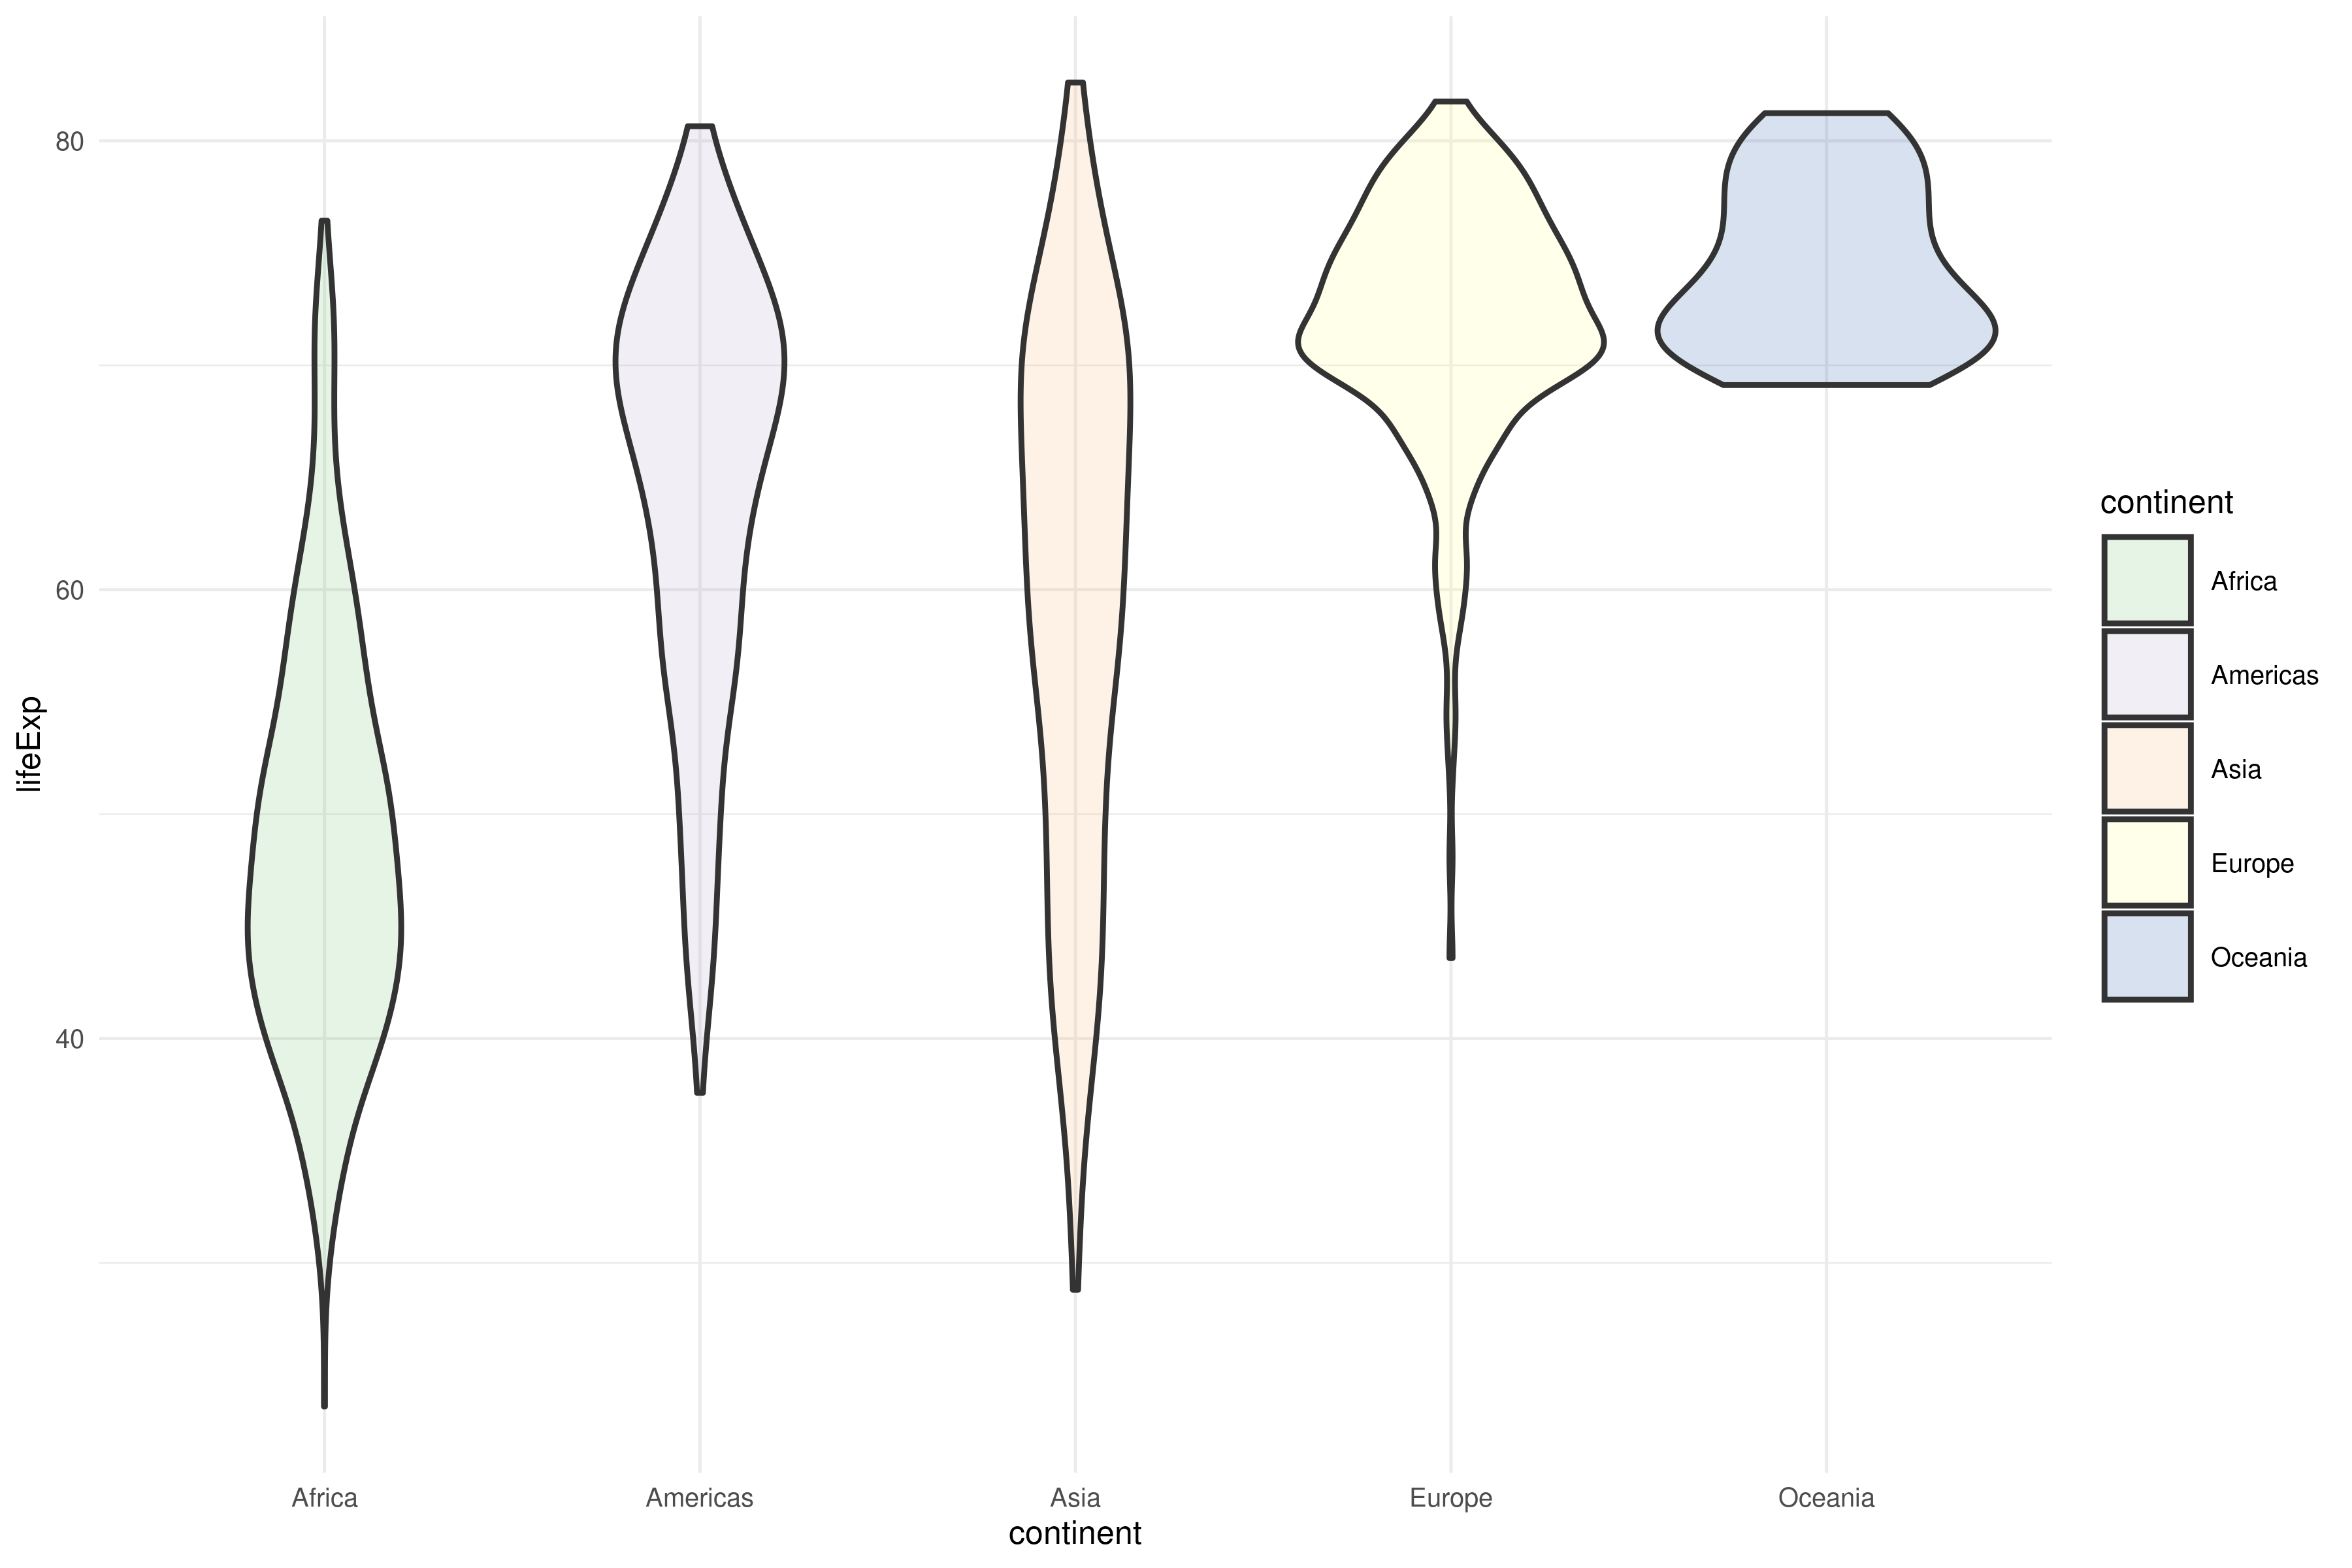 80
60
40
lifeExp
Africa
Americas
Asia
Europe
Oceania
continent
continent
Africa
Americas
Asia
Europe
Oceania